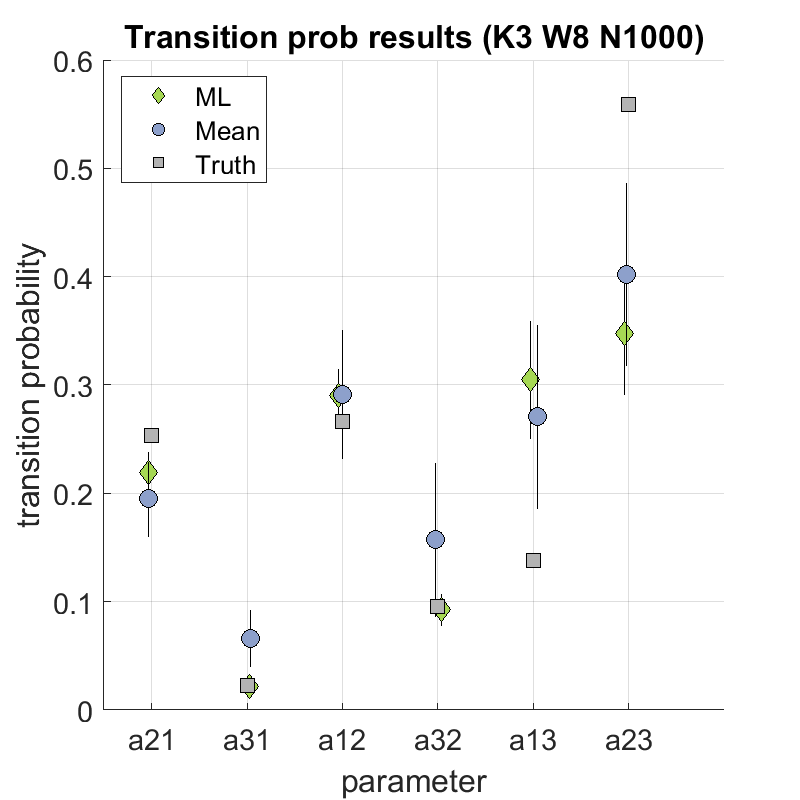 Transition prob results (K3 W8 N1000)
ML
Mean
Truth
0.6
0.5
0.4
0.3
0.2
0.1
0
transition probability
a21 a31 a12 a32 a13 a23
parameter